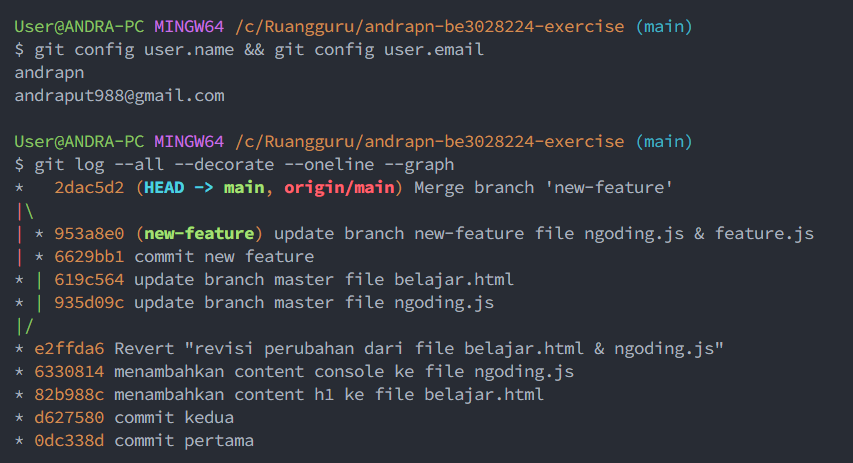 User@ANDRA-PC MINGW64 /c/Ruangguru/andrapn-be3028224-exercise (main)
$ git config user.name && git config user.email
andrapn
andraput988@gmail.com

User@ANDRA-PC MINGW64 /c/Ruangguru/andrapn-be3028224-exercise (main)
$ git log --all --decorate --oneline --graph
*   2dac5d2 (HEAD -> main, origin/main) Merge branch 'new-feature'
|\
| * 953a8e0 (new-feature) update branch new-feature file ngoding.js & feature.js
| * 6629bb1 commit new feature
* | 619c564 update branch master file belajar.html
* | 935d09c update branch master file ngoding.js
|/
* e2ffda6 Revert "revisi perubahan dari file belajar.html & ngoding.js"
* 6330814 menambahkan content console ke file ngoding.js
* 82b988c menambahkan content h1 ke file belajar.html
* d627580 commit kedua
* 0dc338d commit pertama